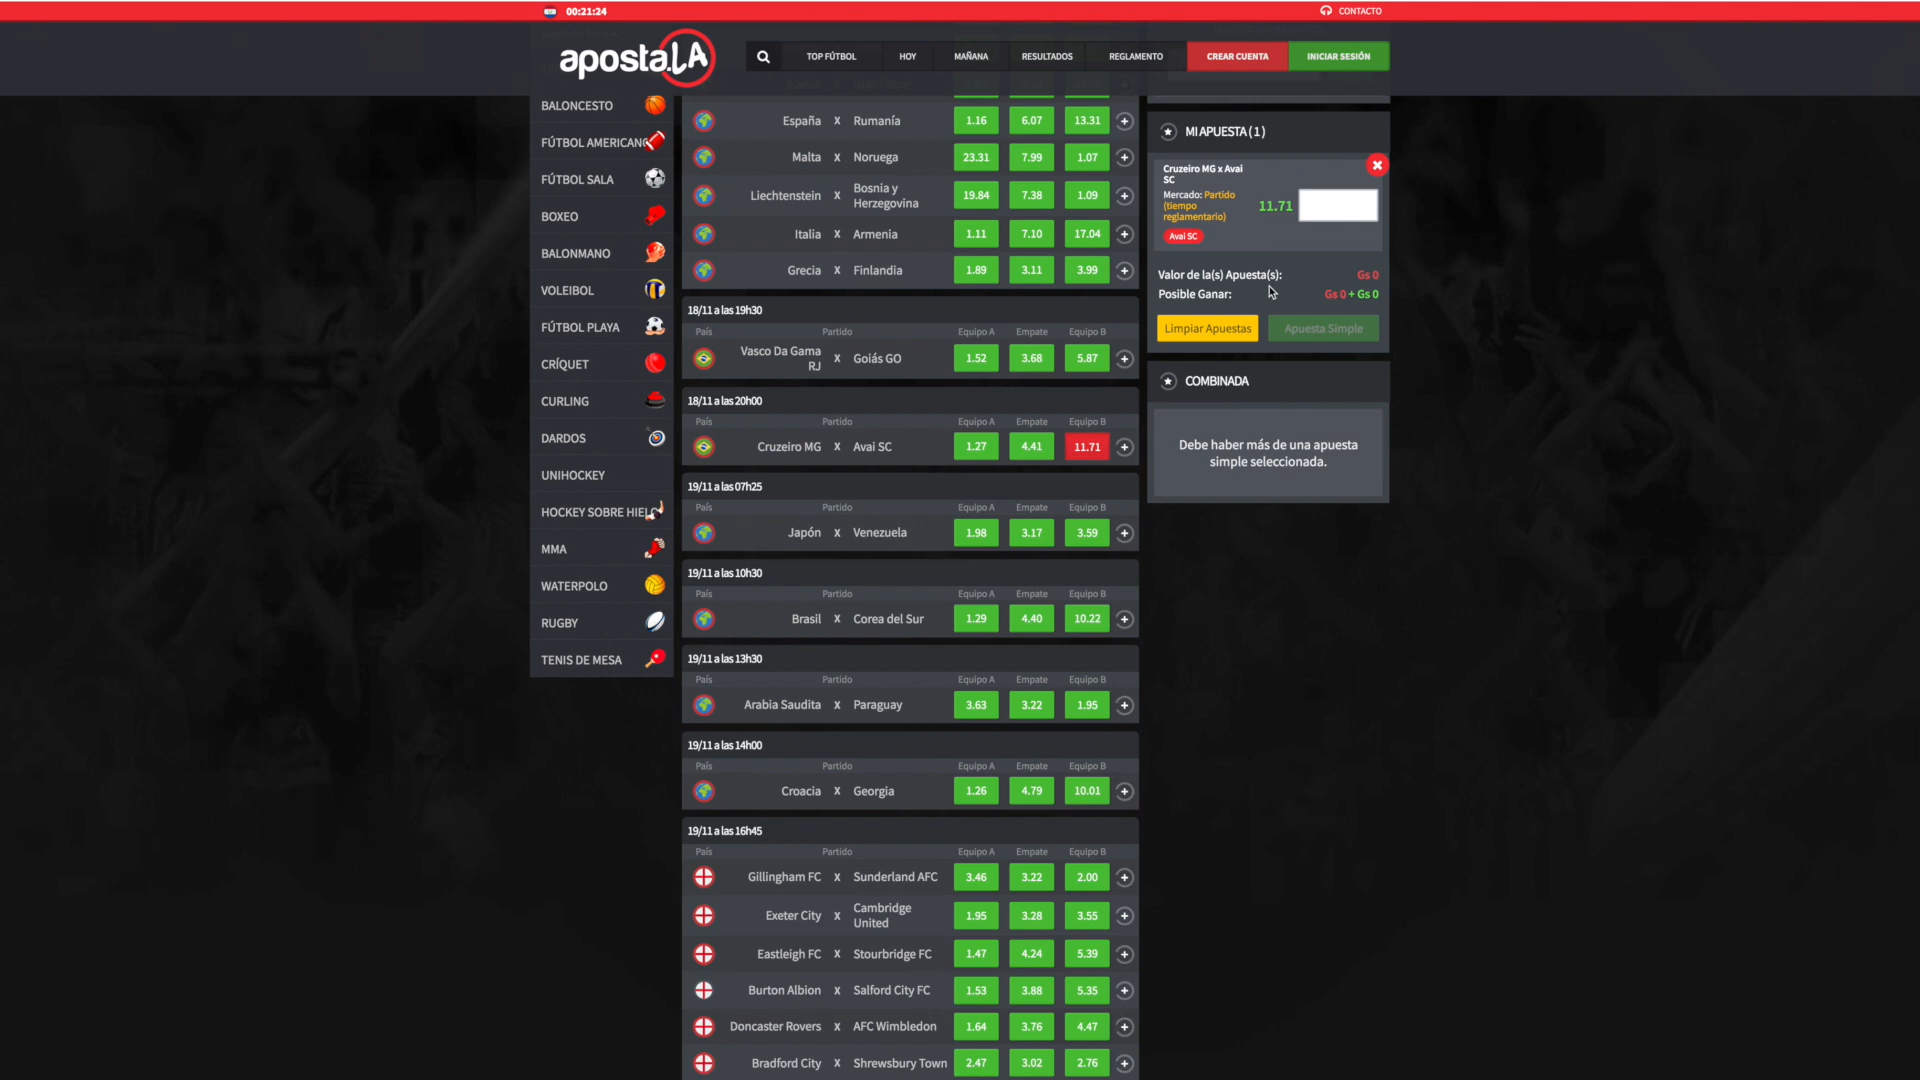 00:21:24
CONTACTO
aposta.LA
TOP FÚTBOL
HOY
MAÑANA
RESULTADOS
REGLAMENTO
CREAR CUENTA
INICIAR SESIÓN
BALONCESTO
FÚTBOL AMERICANO
FÚTBOL SALA
BOXEO
BALONMANO
VOLEIBOL
FÚTBOL PLAYA
CRÍQUET
CURLING
DARDOS
UNIHOCKEY
HOCKEY SOBRE HIEL
MMA
WATERPOLO
RUGBY
TENIS DE MESA
España X Rumanía 1.16 6.07 13.31
Malta X Noruega 23.31 7.99 1.07
Liechtenstein X Bosnia y Herzegovina 19.84 7.38 1.09
Italia X Armenia 1.11 7.10 17.04
Grecia X Finlandia 1.89 3.11 3.99
18/11 a las 19h30
País Partido Equipo A Empate Equipo B
Vasco Da Gama RJ X Goiás GO 1.52 3.68 5.87
18/11 a las 20h00
País Partido Equipo A Empate Equipo B
Cruzeiro MG X Avai SC 1.27 4.41 11.71
19/11 a las 07h25
País Partido Equipo A Empate Equipo B
Japón X Venezuela 1.98 3.17 3.59
19/11 a las 10h30
País Partido Equipo A Empate Equipo B
Brasil X Corea del Sur 1.29 4.40 10.22
19/11 a las 13h30
País Partido Equipo A Empate Equipo B
Arabia Saudita X Paraguay 3.63 3.22 1.95
19/11 a las 14h00
País Partido Equipo A Empate Equipo B
Croacia X Georgia 1.26 4.79 10.01
19/11 a las 16h45
País Partido Equipo A Empate Equipo B
Gillingham FC X Sunderland AFC 3.46 3.22 2.00
Exeter City X Cambridge United 1.95 3.28 3.55
Eastleigh FC X Stourbridge FC 1.47 4.24 5.39
Burton Albion X Salford City FC 1.53 3.88 5.35
Doncaster Rovers X AFC Wimbledon 1.64 3.76 4.47
Bradford City X Shrewsbury Town 2.47 3.02 2.76
MI APUESTA ( 1 )
Cruzeiro MG x Avai
SC
Mercado: Partido
(tiempo
reglamentario)
11.71
Avai SC
Valor de la(s) Apuesta(s): Gs 0
Posible Ganar: Gs 0 + Gs 0
Limpiar Apuestas
Apuesta Simple
COMBINADA
Debe haber más de una apuesta
simple seleccionada.